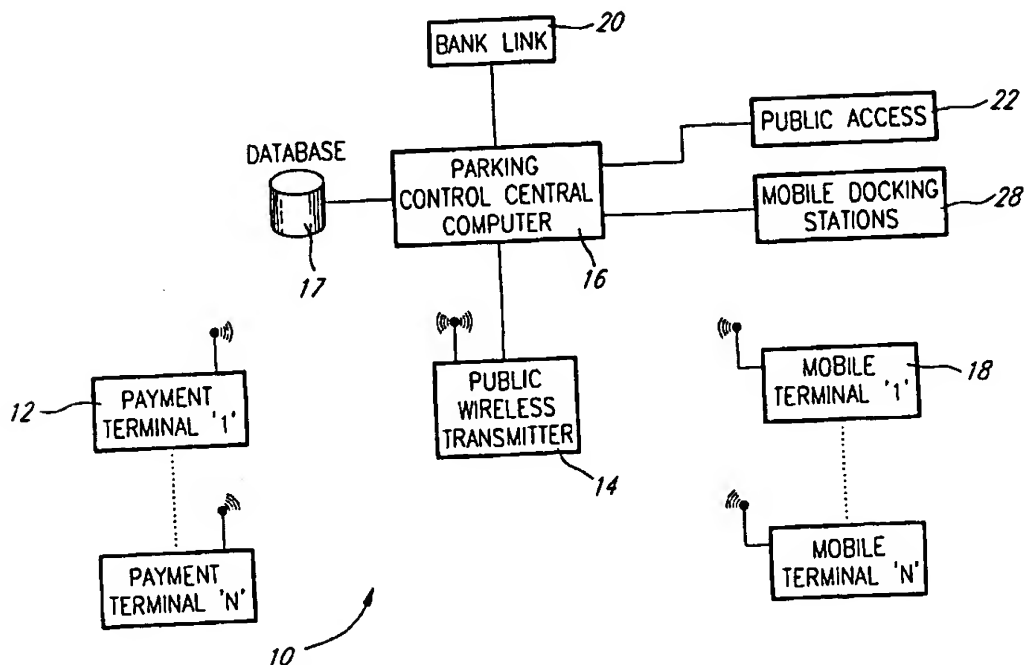 20
BANK LINK
22
PUBLIC ACCESS
DATABASE
PARKING
CONTROL CENTRAL
COMPUTER
MOBILE DOCKING
STATIONS
28
17
16
12
PAYMENT
TERMINAL '1'
PUBLIC
WIRELESS
TRANSMITTER
MOBILE
TERMINAL '1'
18
14
PAYMENT
TERMINAL 'N'
MOBILE
TERMINAL 'N'
10